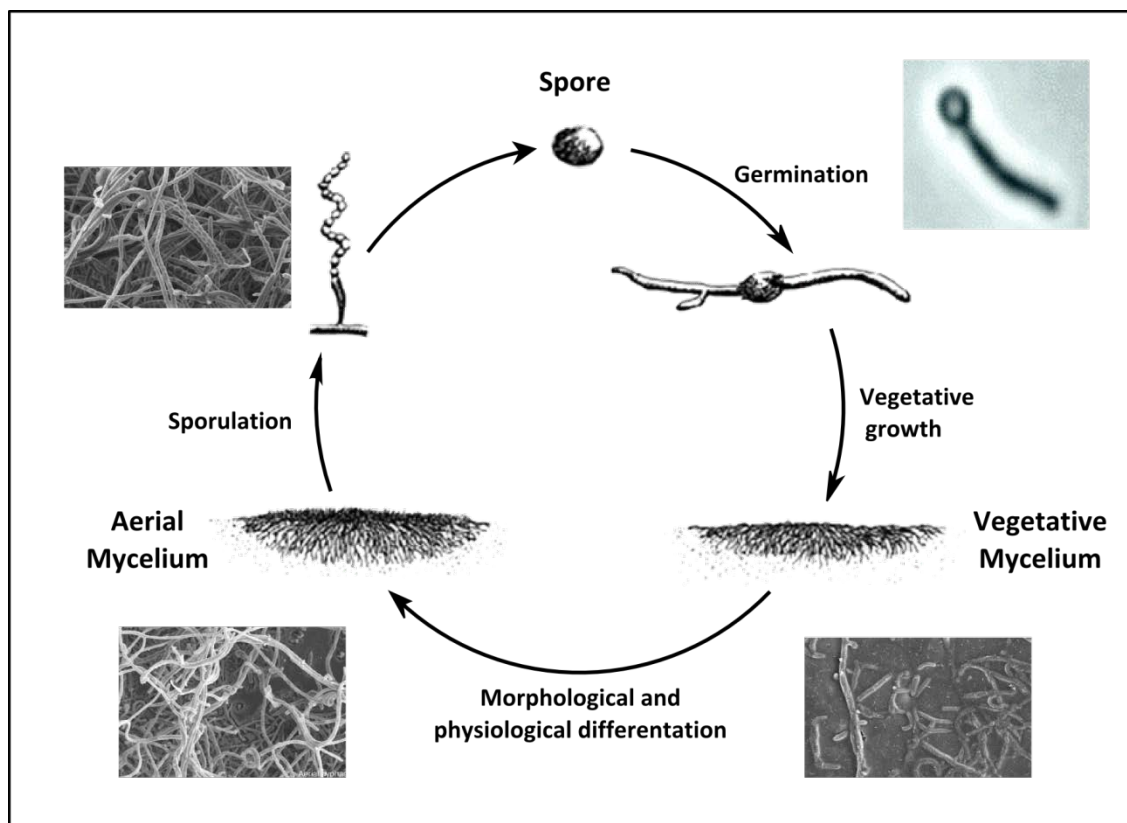 Spore
Germination
Vegetative
growth
Vegetative
Mycelium
Morphological and
physiological differentation
Aerial
Mycelium
Sporulation